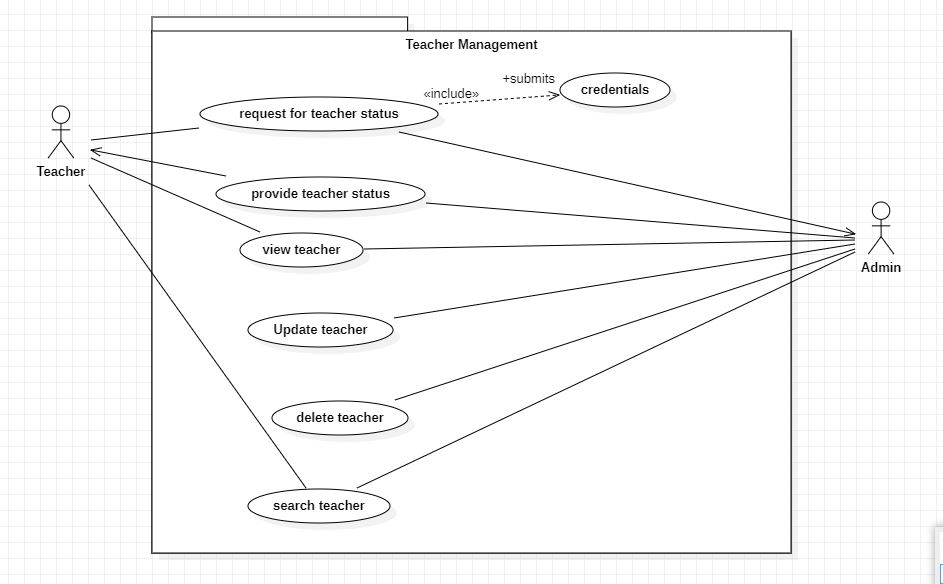 Teacher Management
+submits
«include»
credentials
request for teacher status
Teacher
provide teacher status
view teacher
Admin
Update teacher
delete teacher
search teacher